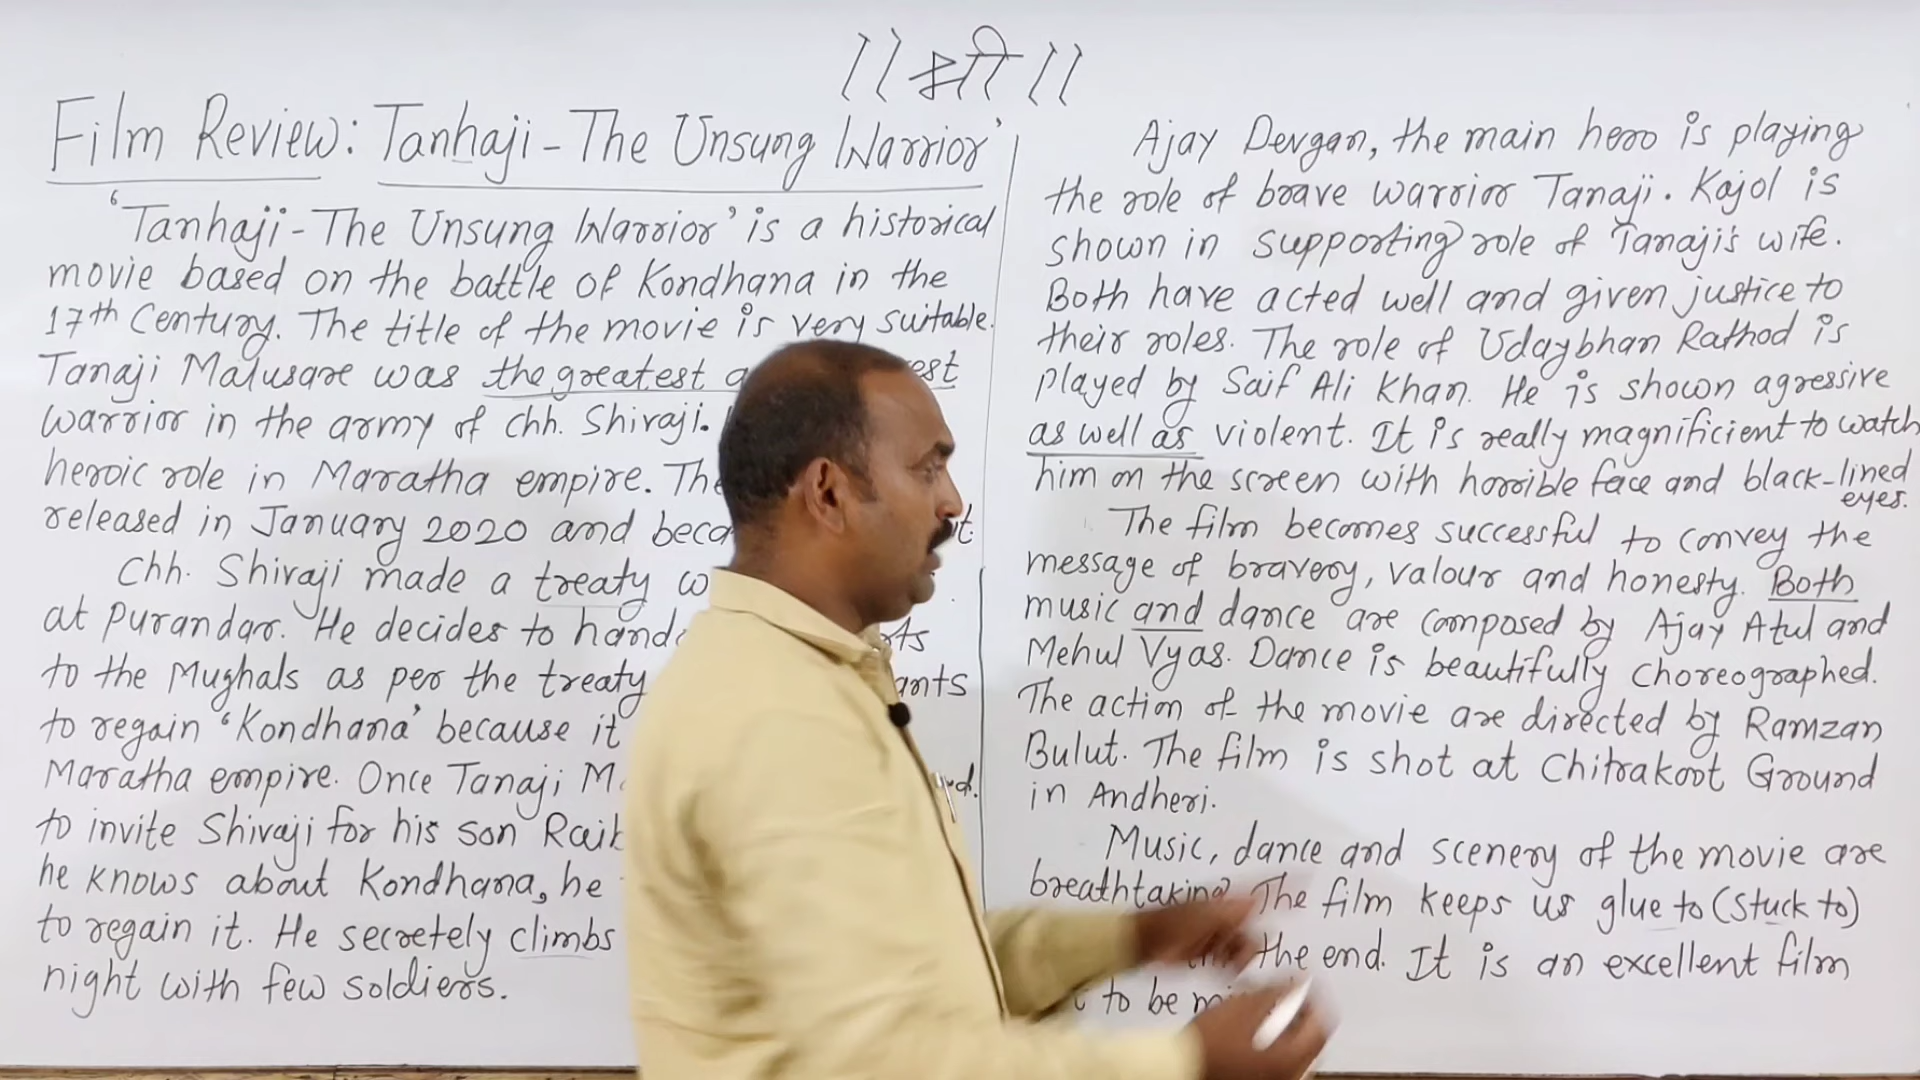 ।। श्री ।।
Film Review: Tanhaji - The Unsung Warrior'
'Tanhaji - The Unsung Warrior' is a historical
movie based on the battle of Kondhana in the
17th Century. The title of the movie is very suitable.
Tanaji Malusare was the greatest
warrior in the army of Chh. Shivaji.
heroic role in Maratha empire. The
released in January 2020 and
Chh. Shivaji made a treaty
at Purandar. He decides to
to the Mughals as per the treaty
to regain 'Kondhana' because it
Maratha empire. Once Tanaji
to invite Shivaji for his son
he knows about Kondhana, he
to regain it. He secretely climbs
night with few soldiers.
Ajay Devgan, the main hero is playing
the role of brave warrior Tanaji. Kajol is
shown in supporting role of Tanaji's wife.
Both have acted well and given justice to
their roles. The role of Udaybhan Rathod is
played by Saif Ali Khan. He is shown agressive
as well as violent. It is really magnificient to watch
him on the screen with horrible face and black-lined
eyes.
The film becomes successful to convey the
message of bravery, valour and honesty. Both
music and dance are composed by Ajay Atul and
Mehul Vyas. Dance is beautifully choreographed.
The action of the movie are directed by Ramzan
Bulut. The film is shot at Chitrakoot Ground
in Andheri.
Music, dance and scenery of the movie are
breathtaking. The film keeps us glue to (stuck to)
the end. It is an excellent film
to be